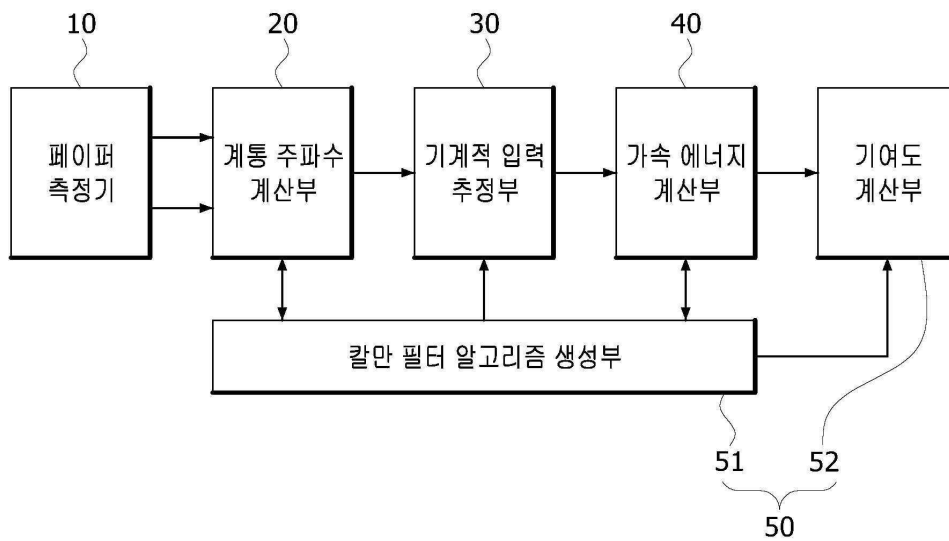 10
20
30
40
페이퍼
측정기
계통 주파수
계산부
기계적 입력
추정부
가속 에너지
계산부
기여도
계산부
칼만 필터 알고리즘 생성부
51
52
50